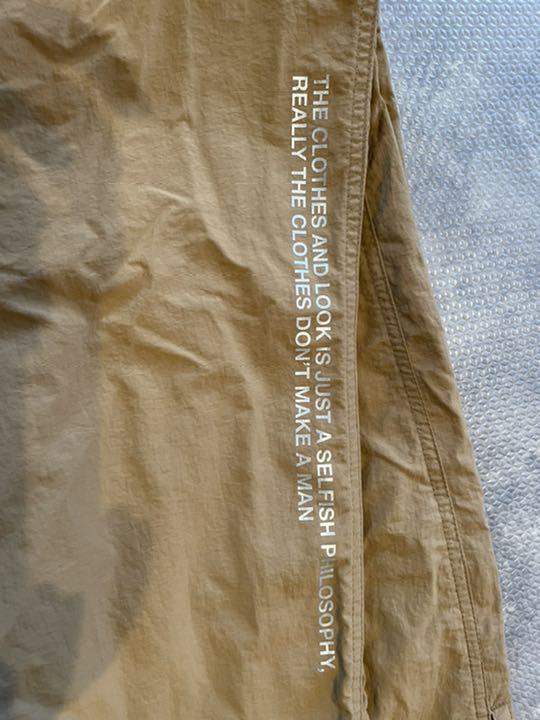 THE CLOTHES AND LOOK IS JUST A SELFISH PHILOSOPHY,
REALLY THE CLOTHES DON'T MAKE A MAN